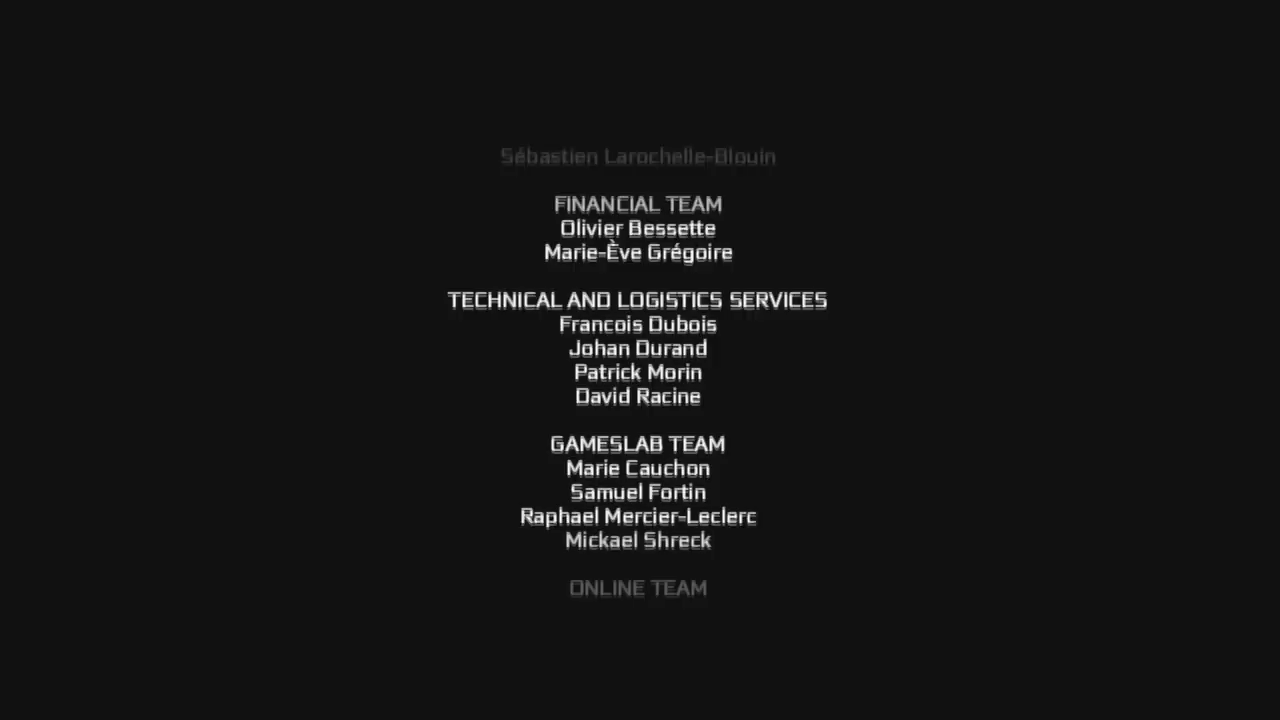 Sébastien Larochelle-Blouin
FINANCIAL TEAM
Olivier Bessette
Marie-Ève Grégoire
TECHNICAL AND LOGISTICS SERVICES
Francois Dubois
Johan Durand
Patrick Morin
David Racine
GAMESLAB TEAM
Marie Cauchon
Samuel Fortin
Raphael Mercier-Leclerc
Mickael Shreck
ONLINE TEAM